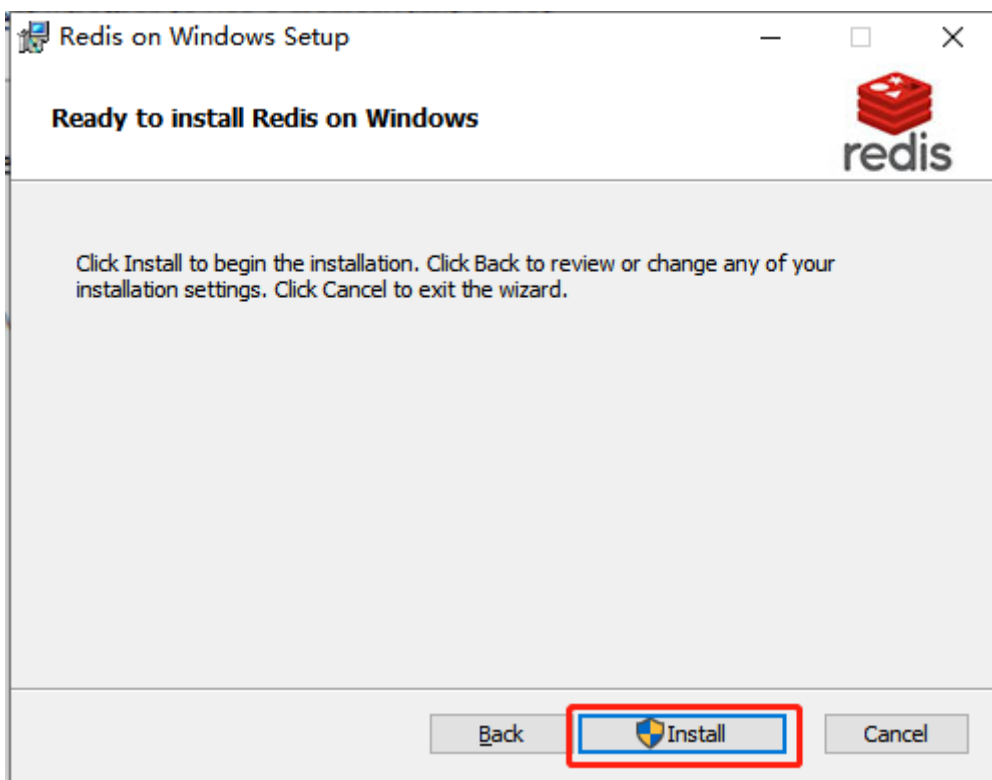 Redis on Windows Setup
Ready to install Redis on Windows
redis
Click Install to begin the installation. Click Back to review or change any of your
installation settings. Click Cancel to exit the wizard.
Back
Install
Cancel